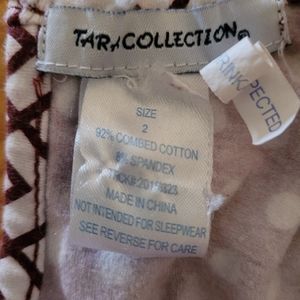 TARA COLLECTION®
SIZE
2
92% COMBED COTTON
8% SPANDEX
MADE IN CHINA
NOT INTENDED FOR SLEEPWEAR
SEE REVERSE FOR CARE